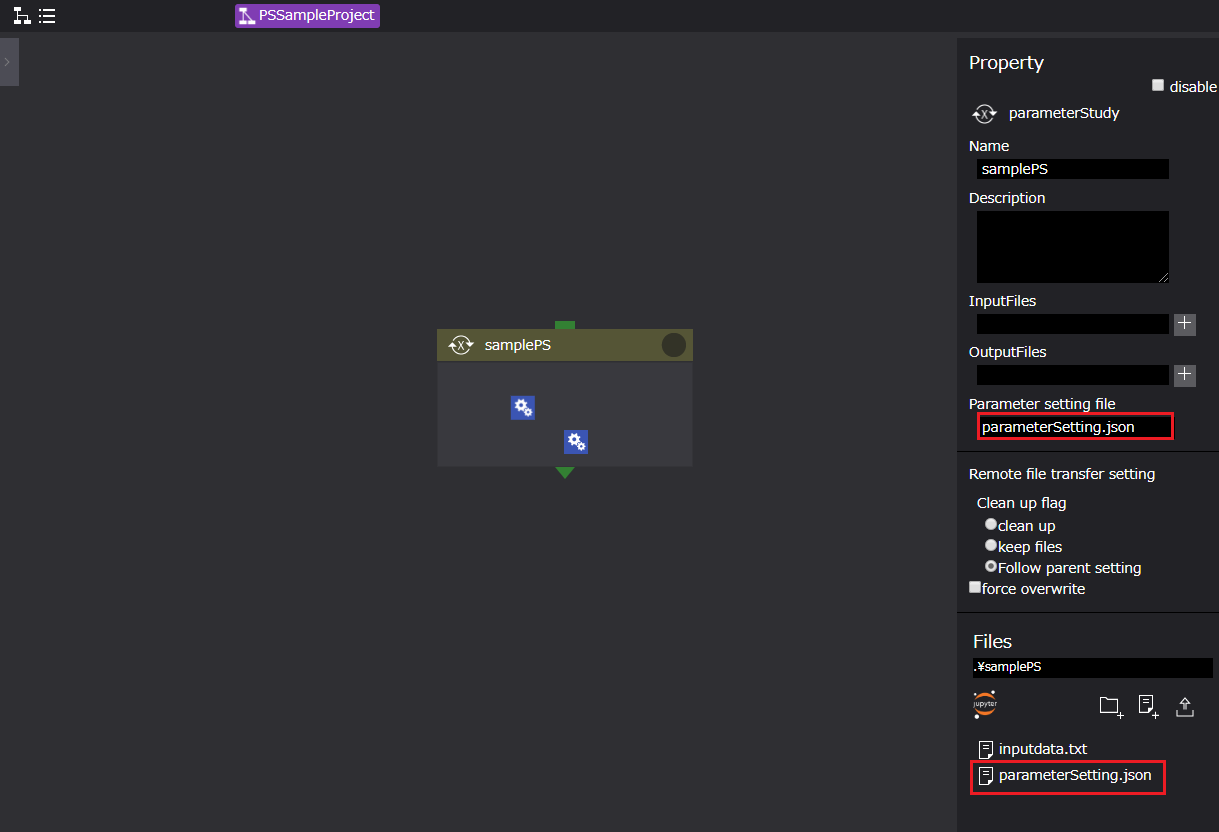 PSSampleProject
Property
disable
parameterStudy
Name
samplePS
Description
InputFiles
OutputFiles
Parameter setting file
parameterSetting.json
Remote file transfer setting
Clean up flag
clean up
keep files
Follow parent setting
force overwrite
Files
.¥samplePS
jupyter
inputdata.txt
parameterSetting.json
X samplePS